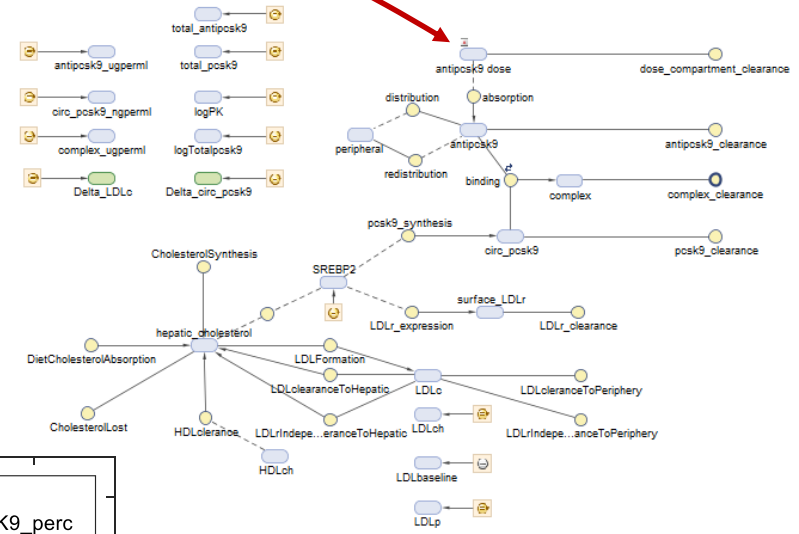 total_antipcsk9
antipcsk9_ugperml
total_pcsk9
antipcsk9 dose
dose_compartment_clearance
distribution
absorption
circ_pcsk9_ngperml
logPK
peripheral
antipcsk9
antipcsk9_clearance
complex_ugperml
logTotalpcsk9
redistribution
binding
complex
complex_clearance
Delta_LDLc
Delta_circ_pcsk9
pcsk9_synthesis
circ_pcsk9
pcsk9_clearance
CholesterolSynthesis
SREBP2
surface_LDLr
LDLr_expression
LDLr_clearance
hepatic_cholesterol
DietCholesterolAbsorption
LDLFormation
LDLclearanceToHepatic
LDLc
LDLcleranceToPeriphery
CholesterolLost
HDLclerance
LDLrIndepe...eranceToHepatic
LDLch
LDLrIndepe...anceToPeriphery
HDLch
LDLbaseline
LDLp
K9_perc